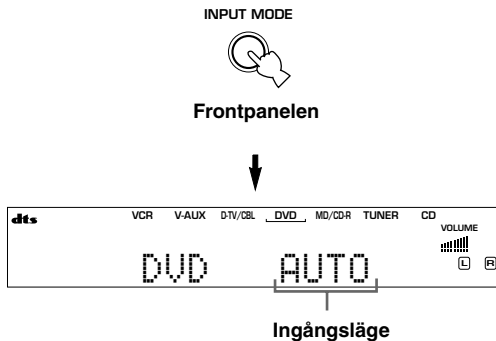 INPUT MODE
Frontpanelen
dts VCR V-AUX D-TV/CBL DVD MD/CD-R TUNER CD
VOLUME
L R
DVD AUTO
Ingångsläge